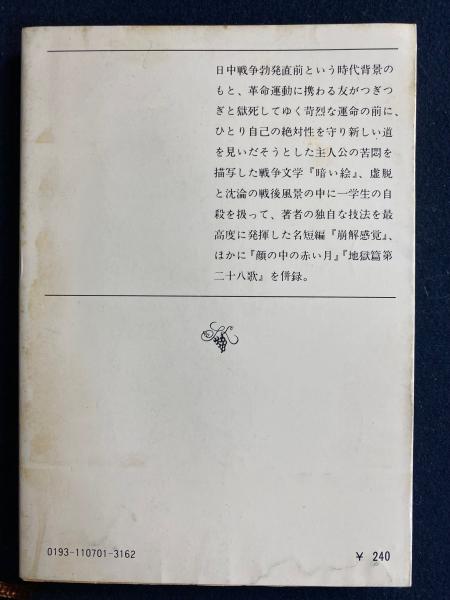 日中戦争勃発直前という時代背景の
もと、革命運動に携わる友がつぎつ
ぎと獄死してゆく苛烈な運命の前に、
ひとり自己の絶対性を守り新しい道
を見いだそうとした主人公の苦悶を
描写した戦争文学『暗い絵』、虚脱
と沈淪の戦後風景の中に一学生の自
殺を扱って、著者の独自な技法を最
高度に発揮した名短編『崩解感覚』、
ほかに『顔の中の赤い月』『地獄篇第
二十八歌』を併録。
0193-110701-3162
¥ 240